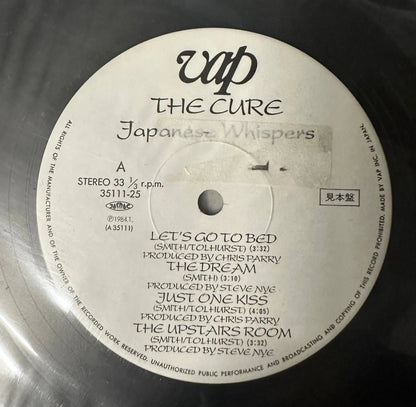 vap
THE CURE
Japanese Whispers
A
STEREO 33 1/3 r.p.m.
35111-25
℗1984.1.
(A 35111)
見本盤
LET'S GO TO BED
(SMITH/TOLHURST) (3:32)
PRODUCED BY CHRIS PARRY
THE DREAM
(SMITH) (3:10)
PRODUCED BY STEVE NYE
JUST ONE KISS
(SMITH/TOLHURST) (4:05)
PRODUCED BY CHRIS PARRY
THE UPSTAIRS ROOM
(SMITH/TOLHURST) (3:32)
PRODUCED BY STEVE NYE
ALL RIGHTS OF THE MANUFACTURER AND OF THE OWNER OF THE RECORDED WORK RESERVED. UNAUTHORIZED PUBLIC PERFORMANCE AND BROADCASTING AND COPYING OF THIS RECORD PROHIBITED. MADE BY VAP INC. IN JAPAN.